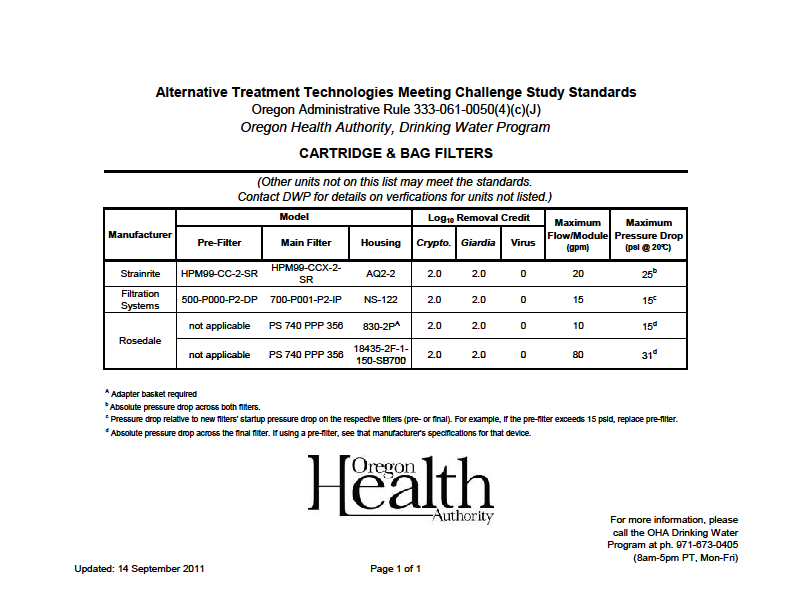 Alternative Treatment Technologies Meeting Challenge Study Standards
Oregon Administrative Rule 333-061-0050(4)(c)(J)
Oregon Health Authority, Drinking Water Program
CARTRIDGE & BAG FILTERS
(Other units not on this list may meet the standards.
Contact DWP for details on verfications for units not listed.)
Manufacturer Model Log10 Removal Credit Maximum Flow/Module (gpm) Maximum Pressure Drop (psi @ 20°C)
Pre-Filter Main Filter Housing Crypto. Giardia Virus
Strainrite HPM99-CC-2-SR HPM99-CCX-2-SR AQ2-2 2.0 2.0 0 20 25b
Filtration Systems 500-P000-P2-DP 700-P001-P2-IP NS-122 2.0 2.0 0 15 15c
Rosedale not applicable PS 740 PPP 356 830-2PA 2.0 2.0 0 10 15d
not applicable PS 740 PPP 356 18435-2F-1-150-SB700 2.0 2.0 0 80 31d
A Adapter basket required
b Absolute pressure drop across both filters.
c Pressure drop relative to new filters' startup pressure drop on the respective filters (pre- or final). For example, if the pre-filter exceeds 15 psid, replace pre-filter.
d Absolute pressure drop across the final filter. If using a pre-filter, see that manufacturer's specifications for that device.
Oregon
Health
Authority
For more information, please
call the OHA Drinking Water
Program at ph. 971-673-0405
(8am-5pm PT, Mon-Fri)
Updated: 14 September 2011 Page 1 of 1